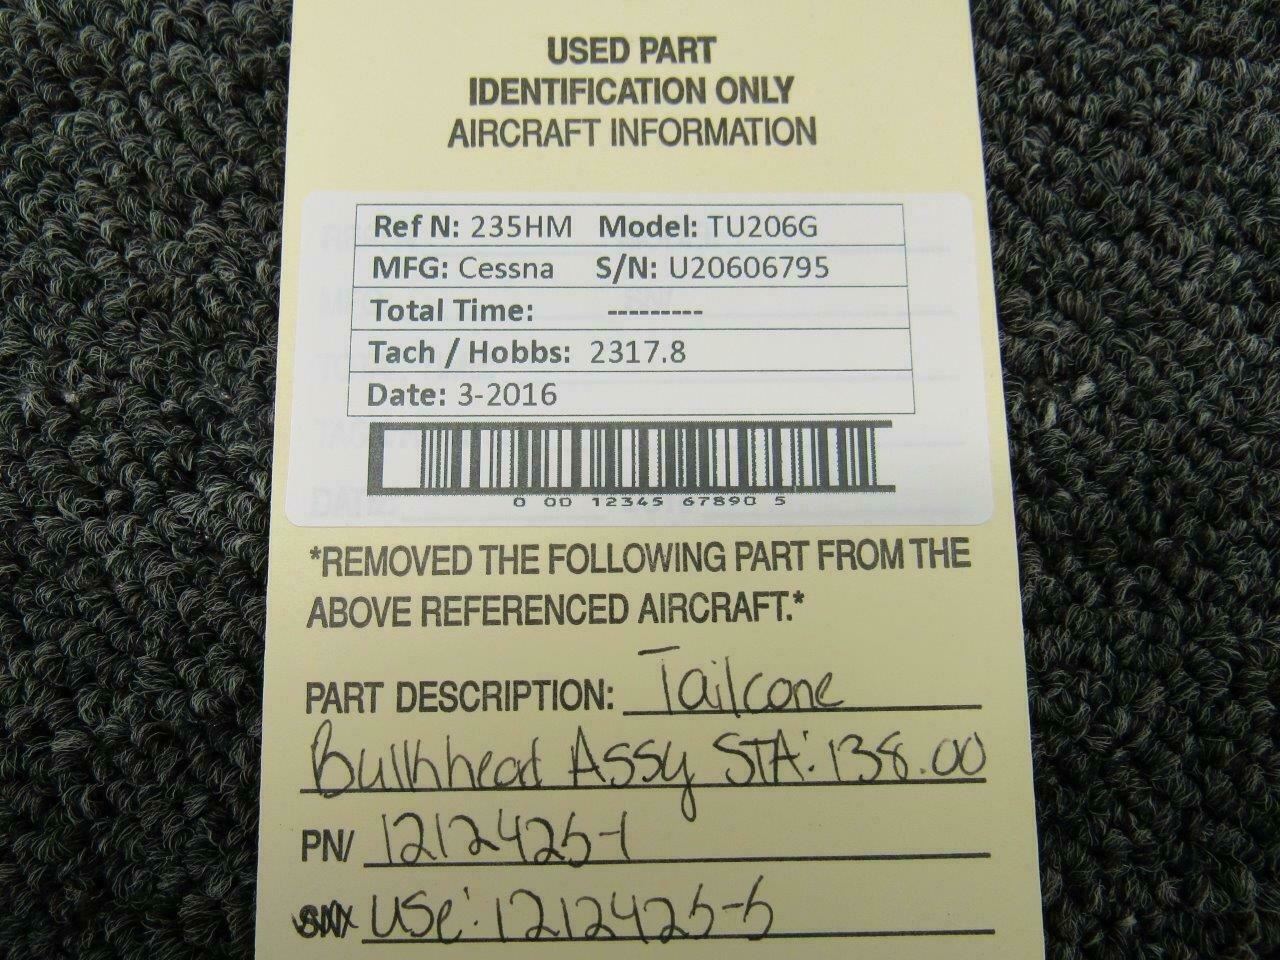 USED PART
IDENTIFICATION ONLY
AIRCRAFT INFORMATION
Ref N: 235HM Model: TU206G
MFG: Cessna S/N: U20606795
Total Time: ---------
Tach / Hobbs: 2317.8
Date: 3-2016
0 00 12345 67890 5
*REMOVED THE FOLLOWING PART FROM THE
ABOVE REFERENCED AIRCRAFT.*
PART DESCRIPTION: Tailcone
Bulkhead Assy STA: 138.00
PN/ 1212425-1
USE: 1212425-5